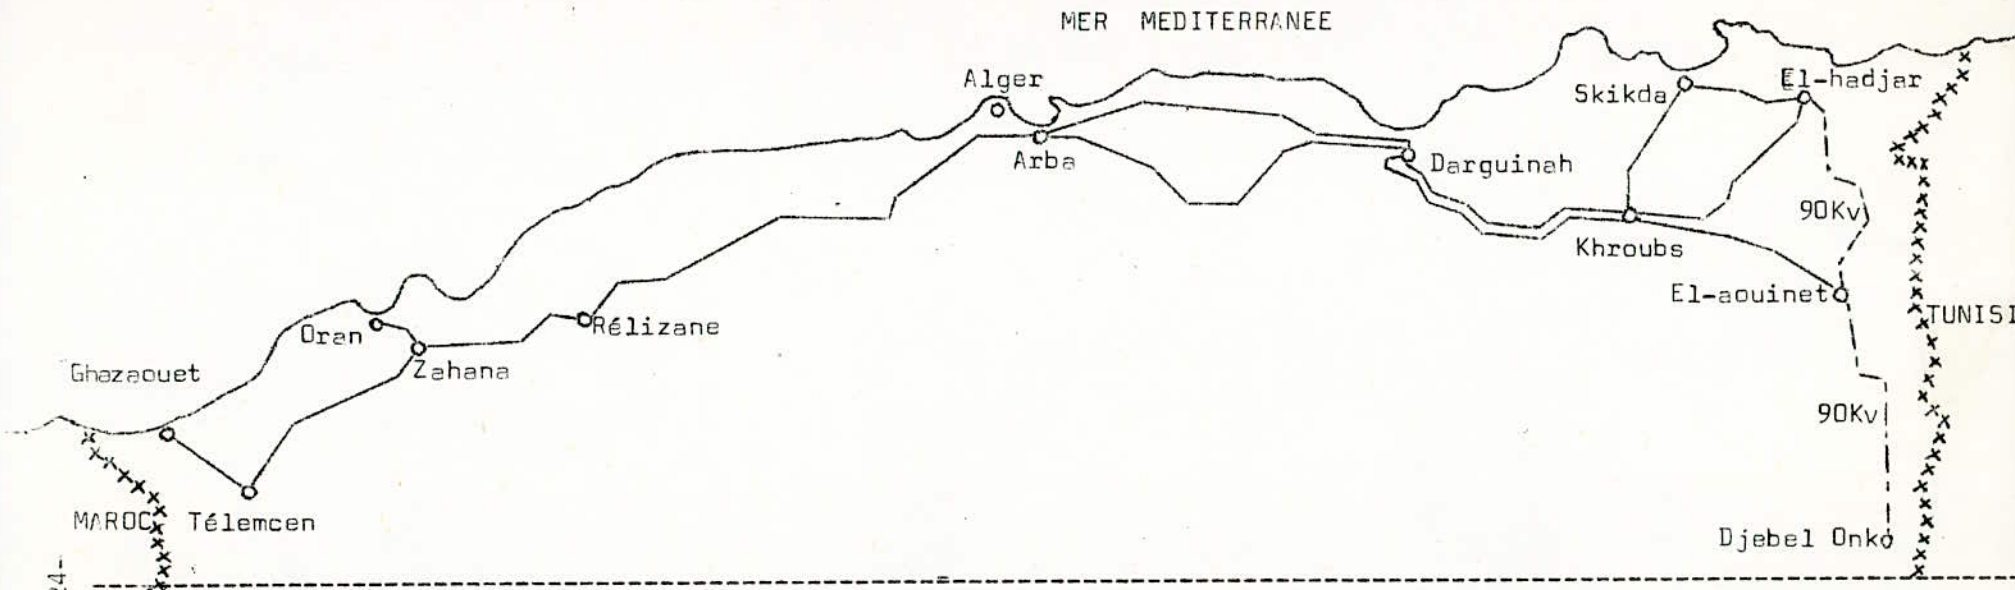 MER MEDITERRANEE
Alger
Skikda
El-hadjar
Arba
Darguinah
90Kv
Khroubs
El-aouinet
TUNISI
Oran
Rélizane
Zahana
Ghazaouet
90Kv
MAROC
Télemcen
Djebel Onko
24-